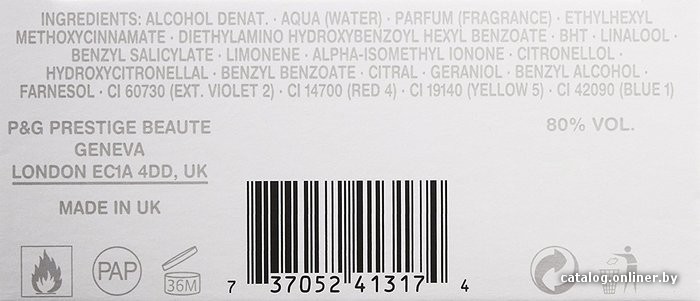 INGREDIENTS: ALCOHOL DENAT. · AQUA (WATER) · PARFUM (FRAGRANCE) · ETHYLHEXYL
METHOXYCINNAMATE · DIETHYLAMINO HYDROXYBENZOYL HEXYL BENZOATE · BHT · LINALOOL ·
BENZYL SALICYLATE · LIMONENE · ALPHA-ISOMETHYL IONONE · CITRONELLOL ·
HYDROXYCITRONELLAL · BENZYL BENZOATE · CITRAL · GERANIOL · BENZYL ALCOHOL ·
FARNESOL · CI 60730 (EXT. VIOLET 2) · CI 14700 (RED 4) · CI 19140 (YELLOW 5) · CI 42090 (BLUE 1)
P&G PRESTIGE BEAUTE
GENEVA
LONDON EC1A 4DD, UK
80% VOL.
MADE IN UK
PAP
36M
7 37052 41317 4
catalog.onliner.by